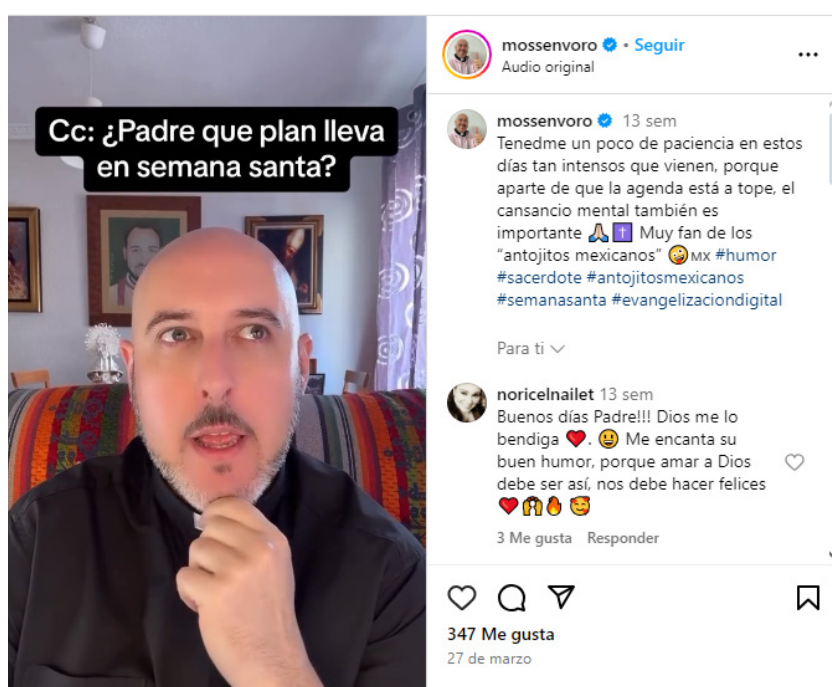 Cc: ¿Padre que plan lleva
en semana santa?
mossenvoro • Seguir
Audio original
mossenvoro 13 sem
Tenedme un poco de paciencia en estos
días tan intensos que vienen, porque
aparte de que la agenda está a tope, el
cansancio mental también es
importante 🙏🏻✝️ Muy fan de los
“antojitos mexicanos” 🤪🇲🇽 #humor
#sacerdote #antojitosmexicanos
#semanasanta #evangelizaciondigital
Para ti
noricelnailet 13 sem
Buenos días Padre!!! Dios me lo
bendiga ❤️. 😃 Me encanta su
buen humor, porque amar a Dios
debe ser así, nos debe hacer felices
❤️🙌🔥🥰
3 Me gusta Responder
347 Me gusta
27 de marzo